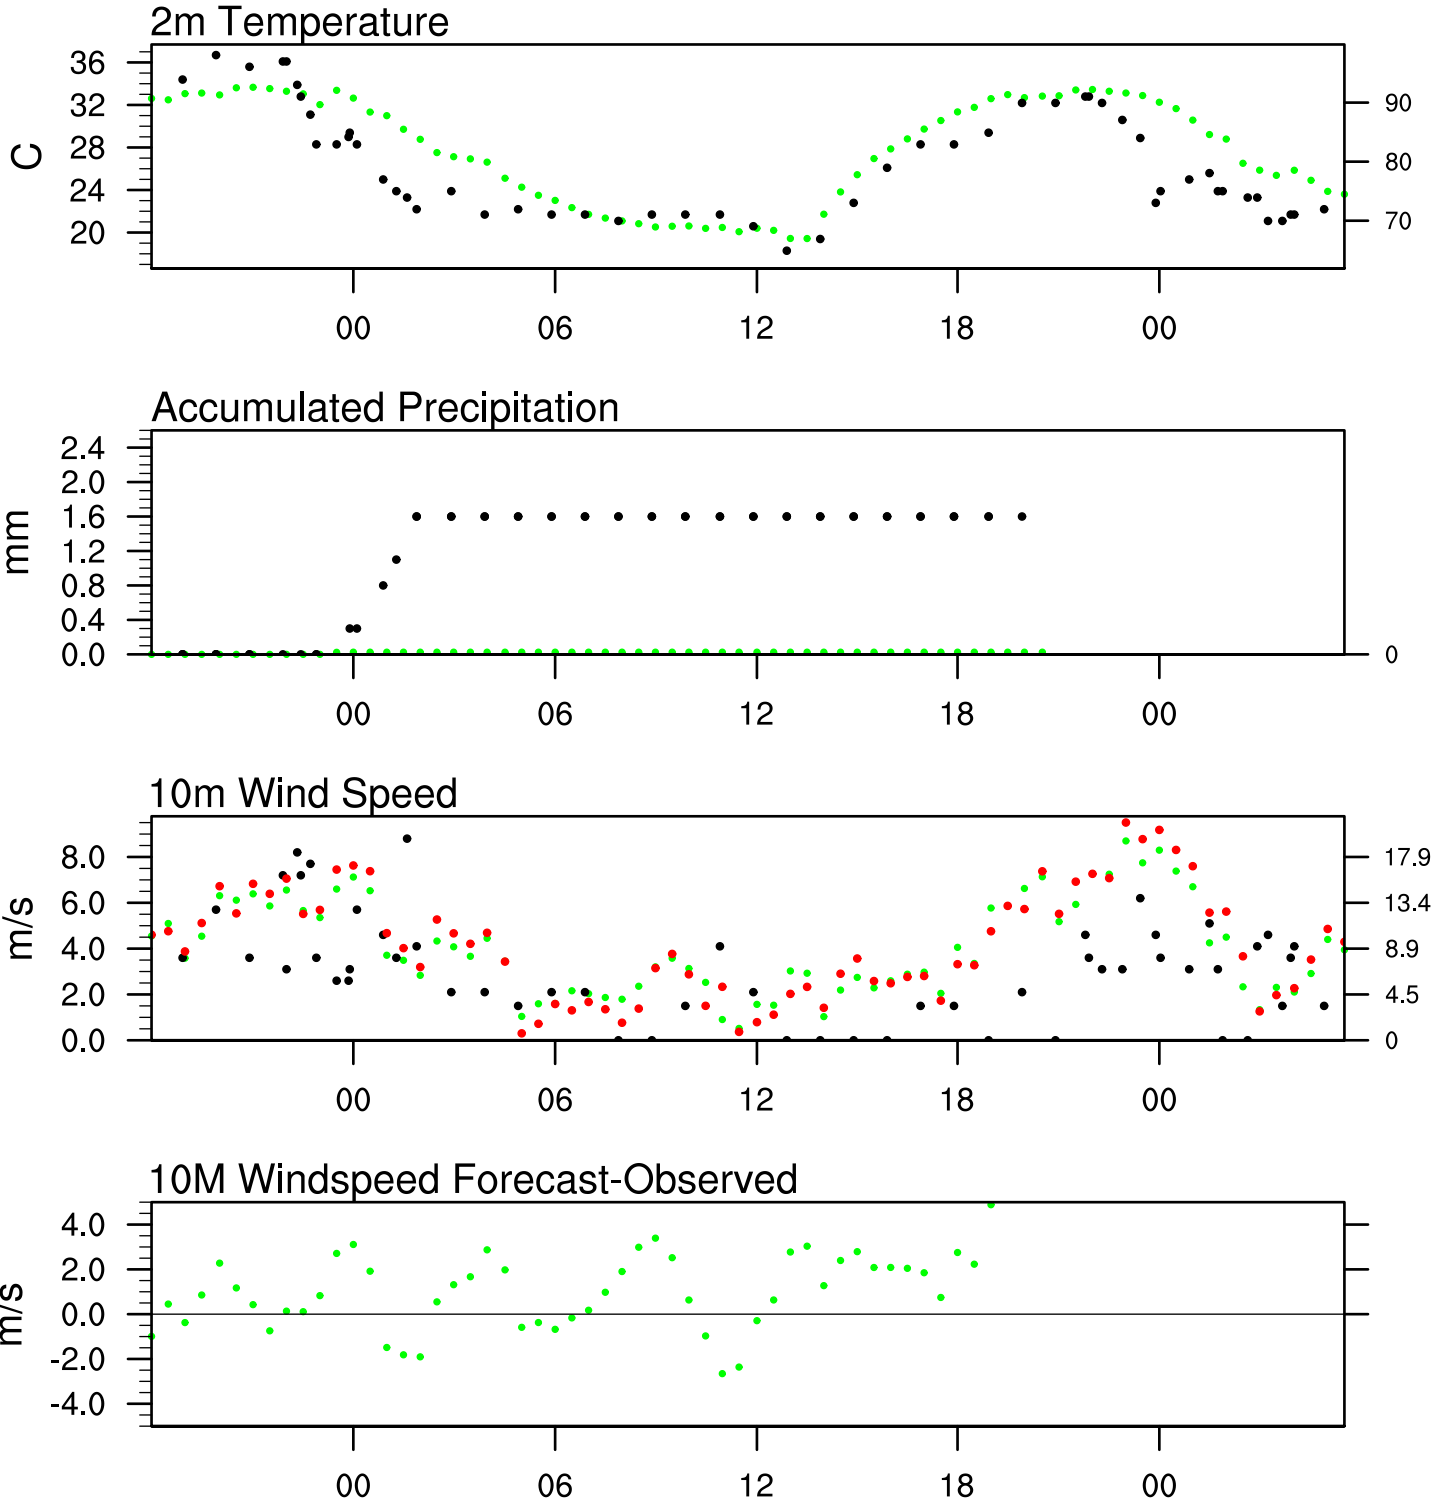 2m Temperature
36
32
28
24
20
C
90
80
70
00 06 12 18 00
Accumulated Precipitation
2.4
2.0
1.6
1.2
0.8
0.4
0.0
mm
0
00 06 12 18 00
10m Wind Speed
8.0
6.0
4.0
2.0
0.0
m/s
17.9
13.4
8.9
4.5
0
00 06 12 18 00
10M Windspeed Forecast-Observed
4.0
2.0
0.0
-2.0
-4.0
m/s
00 06 12 18 00